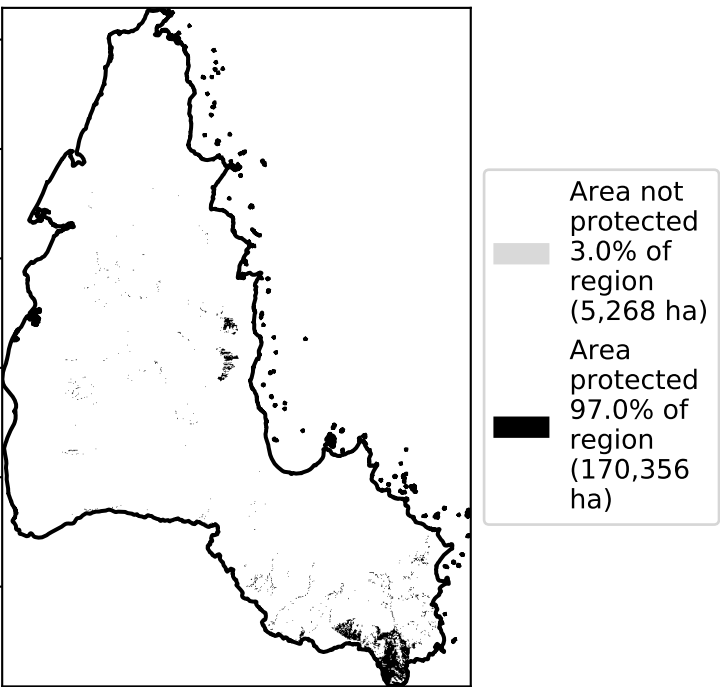 Area not
protected
3.0% of
region
(5,268 ha)
Area
protected
97.0% of
region
(170,356
ha)